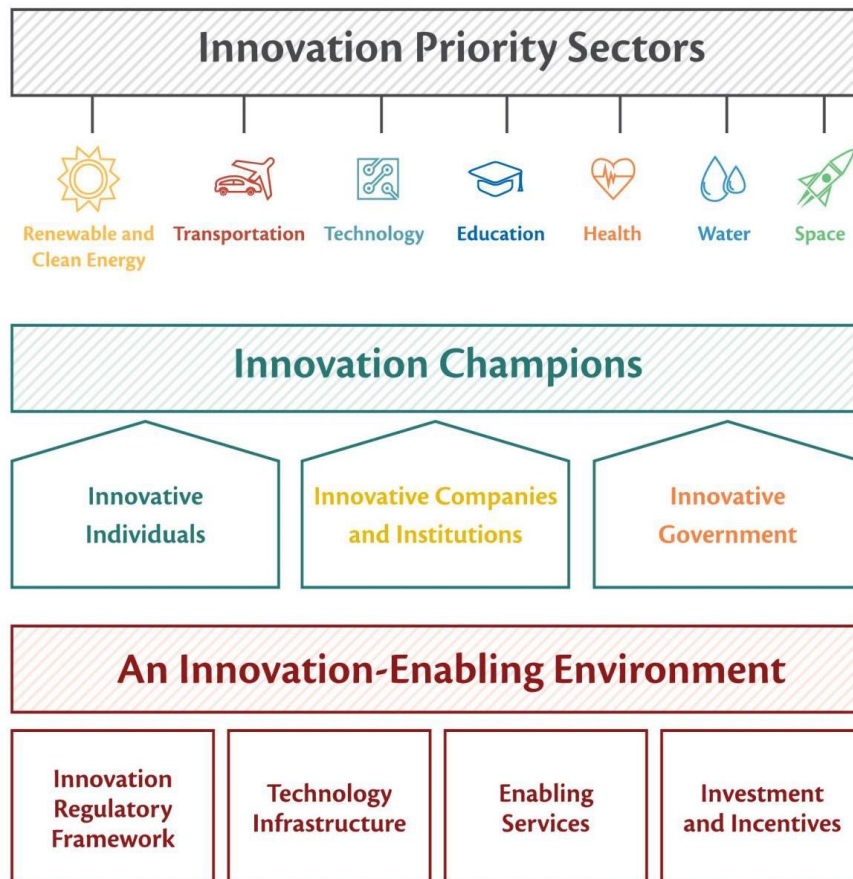 Innovation Priority Sectors
Renewable and
Clean Energy
Transportation
Technology
Education
Health
Water
Space
Innovation Champions
Innovative
Individuals
Innovative Companies
and Institutions
Innovative
Government
An Innovation-Enabling Environment
Innovation
Regulatory
Framework
Technology
Infrastructure
Enabling
Services
Investment
and Incentives